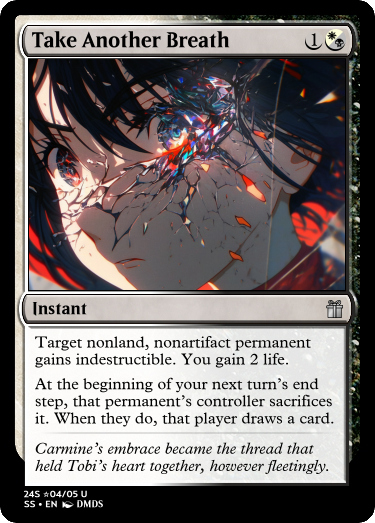 Take Another Breath 1
Instant
Target nonland, nonartifact permanent
gains indestructible. You gain 2 life.
At the beginning of your next turn's end
step, that permanent's controller sacrifices
it. When they do, that player draws a card.
Carmine's embrace became the thread that
held Tobi's heart together, however fleetingly.
24S ☆04/05 U
SS • EN DMDS